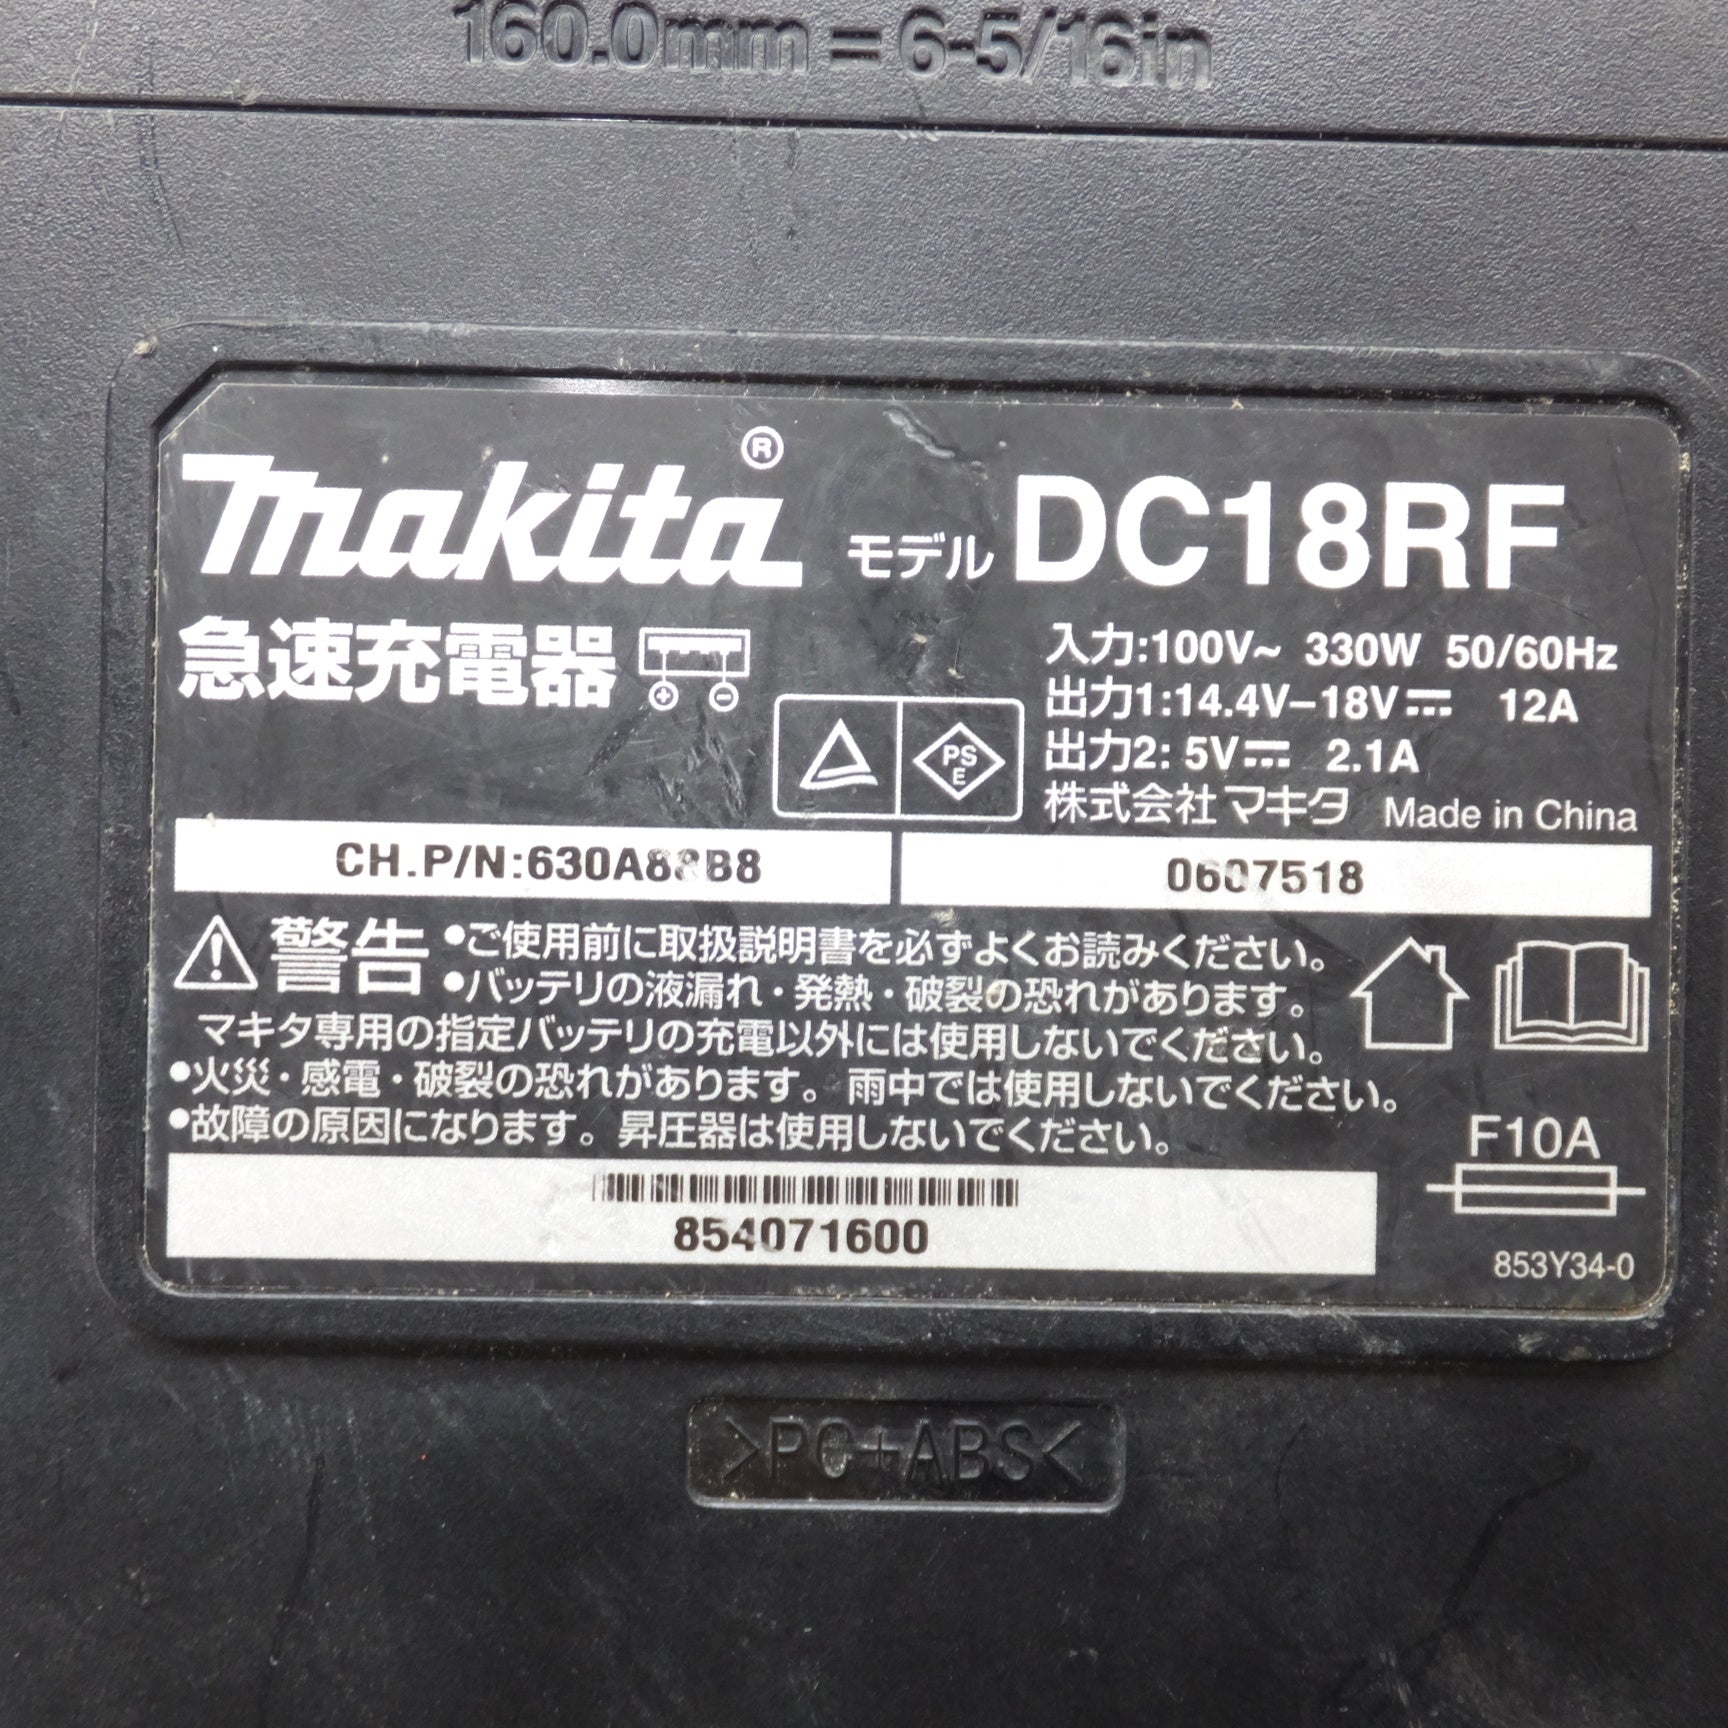 160.0mm = 6-5/16in
makita®
モデル DC18RF
急速充電器
入力:100V~ 330W 50/60Hz
出力1:14.4V–18V⎓ 12A
出力2: 5V⎓ 2.1A
PS
E
株式会社マキタ Made in China
0607518
警告
•ご使用前に取扱説明書を必ずよくお読みください。
•バッテリの液漏れ・発熱・破裂の恐れがあります。
マキタ専用の指定バッテリの充電以外には使用しないでください。
•火災・感電・破裂の恐れがあります。雨中では使用しないでください。
•故障の原因になります。昇圧器は使用しないでください。
F10A
854071600
853Y34-0
>PC+ABS<